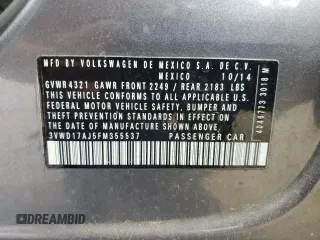 MFD BY VOLKSWAGEN DE MEXICO S.A. DE C.V.
MEXICO 10/14
GVWR 4321 GAWR FRONT 2249 / REAR 2183 LBS
THIS VEHICLE CONFORMS TO ALL APPLICABLE
FEDERAL MOTOR VEHICLE SAFETY, BUMPER AND
THEFT PREVENTION STANDARDS IN EFFECT ON
THE DATE OF MANUFACTURE SHOWN ABOVE.
3VWD17AJ5FM355537 PASSENGER CAR
4046773 3018 M
DREAMBID